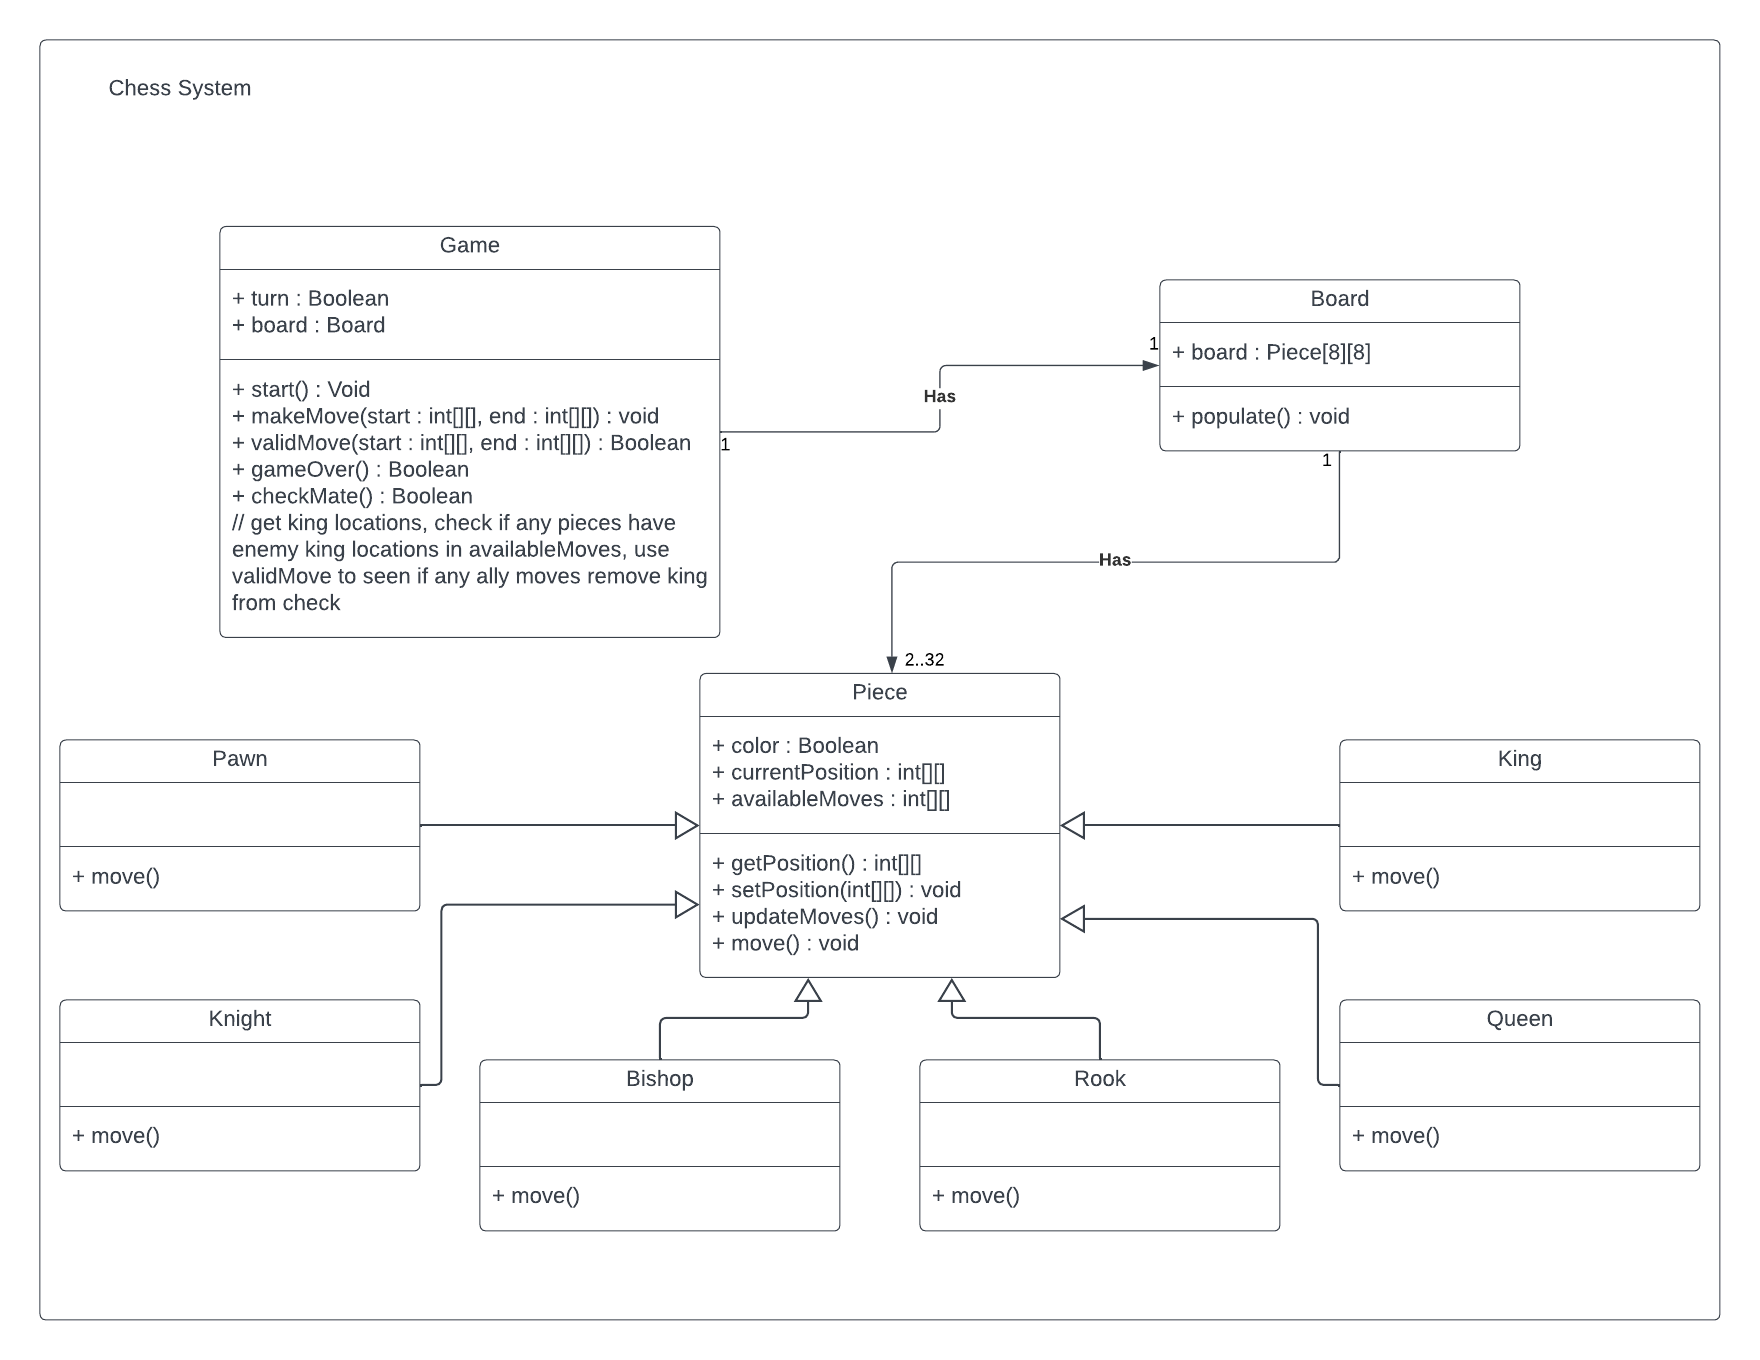 Chess System
Game
+ turn : Boolean
+ board : Board
+ start() : Void
+ makeMove(start : int[][], end : int[][]) : void
+ validMove(start : int[][], end : int[][]) : Boolean
+ gameOver() : Boolean
+ checkMate() : Boolean
// get king locations, check if any pieces have
enemy king locations in availableMoves, use
validMove to seen if any ally moves remove king
from check
1
Has
1
Board
+ board : Piece[8][8]
+ populate() : void
1
Has
2..32
Piece
+ color : Boolean
+ currentPosition : int[][]
+ availableMoves : int[][]
+ getPosition() : int[][]
+ setPosition(int[][]) : void
+ updateMoves() : void
+ move() : void
Pawn
+ move()
King
+ move()
Knight
+ move()
Bishop
+ move()
Rook
+ move()
Queen
+ move()